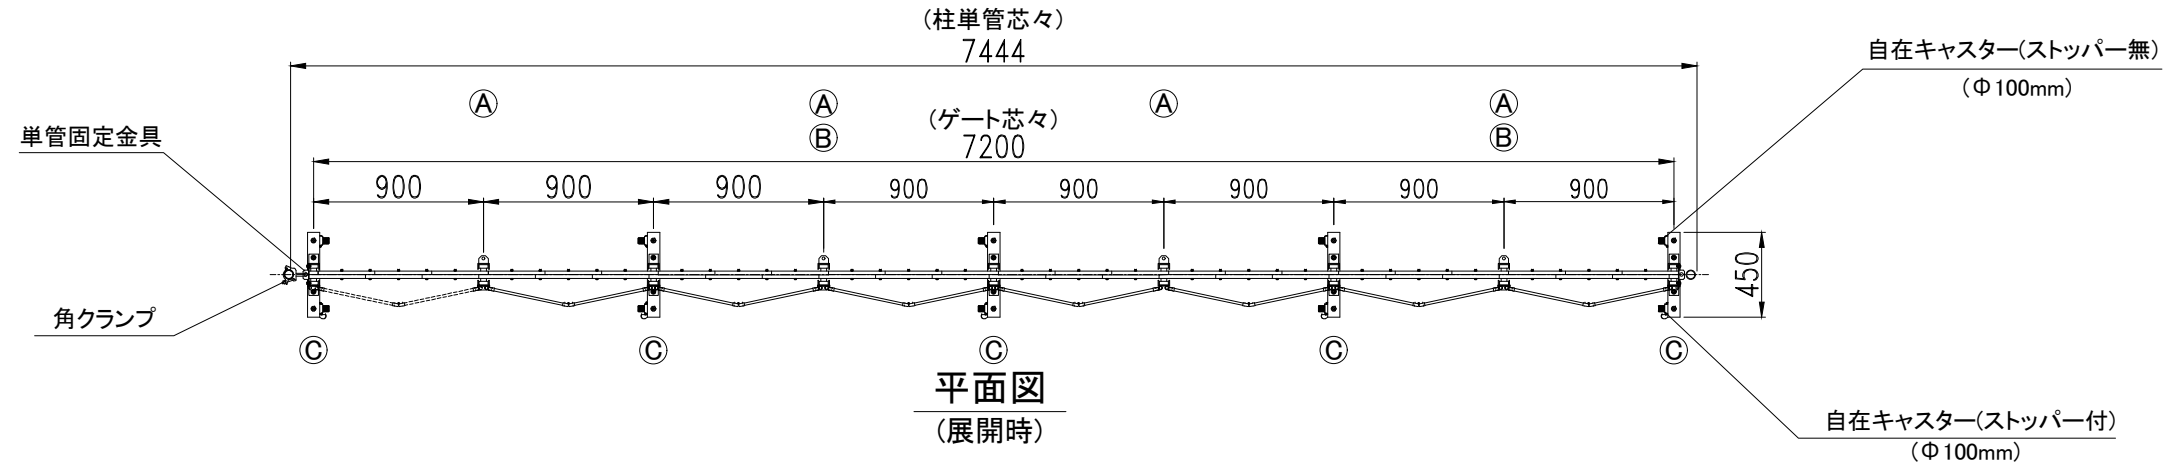 (柱単管芯々)
7444
自在キャスター(ストッパー無)
(Φ100mm)
Ⓐ Ⓐ Ⓐ Ⓐ
(ゲート芯々)
単管固定金具
Ⓑ Ⓑ
7200
900 900 900 900 900 900 900 900
450
角クランプ
Ⓒ Ⓒ Ⓒ Ⓒ Ⓒ
平面図
(展開時)
自在キャスター(ストッパー付)
(Φ100mm)